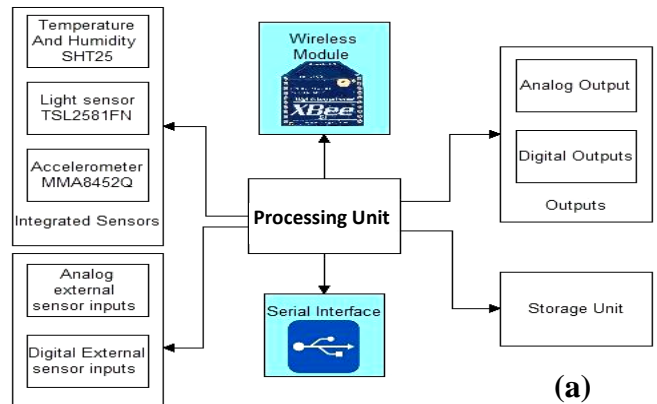 Temperature
And Humidity
SHT25
Light sensor
TSL2581FN
Accelerometer
MMA8452Q
Integrated Sensors
Analog
external
sensor inputs
Digital External
sensor inputs
Wireless
Module
XBee
Processing Unit
Serial Interface
Analog Output
Digital Outputs
Outputs
Storage Unit
(a)